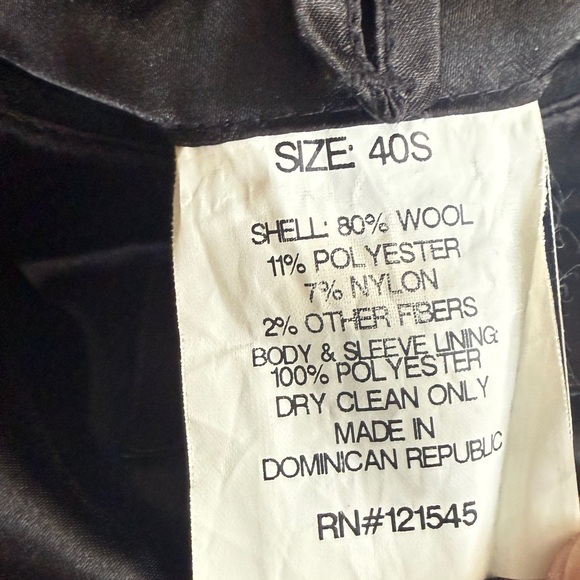 SIZE: 40S
SHELL: 80% WOOL
11% POLYESTER
7% NYLON
2% OTHER FIBERS
BODY & SLEEVE LINING:
100% POLYESTER
DRY CLEAN ONLY
MADE IN
DOMINICAN REPUBLIC
RN#121545